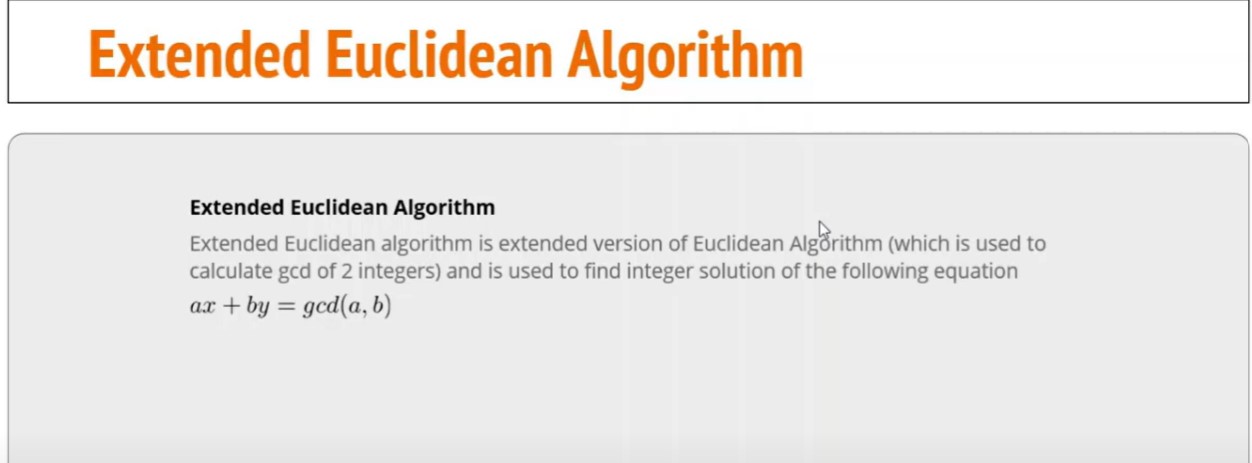 Extended Euclidean Algorithm
Extended Euclidean Algorithm
Extended Euclidean algorithm is extended version of Euclidean Algorithm (which is used to
calculate gcd of 2 integers) and is used to find integer solution of the following equation
ax + by = gcd(a, b)